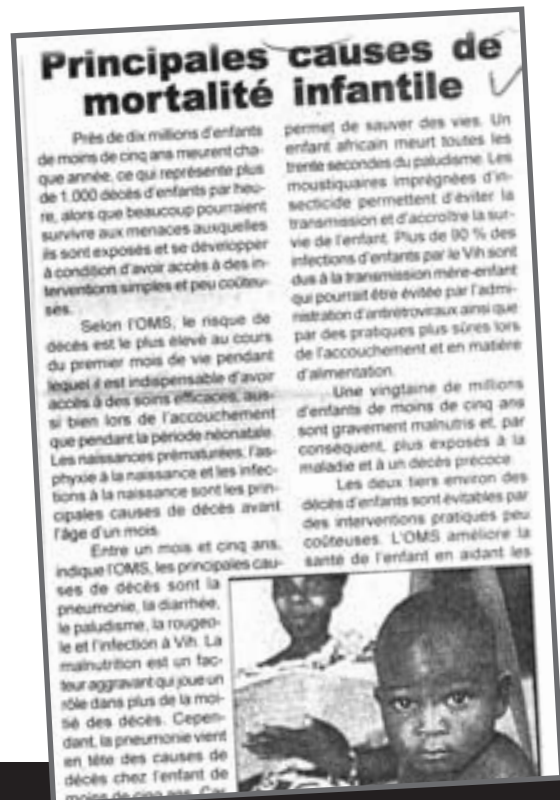 Principales causes de
mortalité infantile
Près de dix millions d'enfants
de moins de cinq ans meurent cha-
que année, ce qui représente plus
de 1.000 décès d'enfants par heu-
re, alors que beaucoup pourraient
survivre aux menaces auxquelles
ils sont exposés et se développer
à condition d'avoir accès à des in-
terventions simples et peu coûteu-
ses.
Selon l'OMS, le risque de
décès est le plus élevé au cours
du premier mois de vie pendant
lequel il est indispensable d'avoir
accès à des soins efficaces, aus-
si bien lors de l'accouchement
que pendant la période néonatale.
Les naissances prématurées, l'as-
phyxie à la naissance et les infec-
tions à la naissance sont les prin-
cipales causes de décès avant
l'âge d'un mois.
Entre un mois et cinq ans,
indique l'OMS, les principales cau-
ses de décès sont la
pneumonie, la diarrhée,
le paludisme, la rougeo-
le et l'infection à Vih. La
malnutrition est un fac-
teur aggravant qui joue un
rôle dans plus de la moi-
tié des décès. Cepen-
dant, la pneumonie vient
en tête des causes de
décès chez l'enfant de
moins de cinq ans. Car
permet de sauver des vies. Un
enfant africain meurt toutes les
trente secondes du paludisme. Les
moustiquaires imprégnées d'in-
secticide permettent d'éviter la
transmission et d'accroître la sur-
vie de l'enfant. Plus de 90 % des
infections d'enfants par le Vih sont
dus à la transmission mère-enfant
qui pourrait être évitée par l'admi-
nistration d'antirétroviraux ainsi que
par des pratiques plus sûres lors
de l'accouchement et en matière
d'alimentation.
Une vingtaine de millions
d'enfants de moins de cinq ans
sont gravement malnutris et, par
conséquent, plus exposés à la
maladie et à un décès précoce.
Les deux tiers environ des
décès d'enfants sont évitables par
des interventions pratiques peu
coûteuses. L'OMS améliore la
santé de l'enfant en aidant les